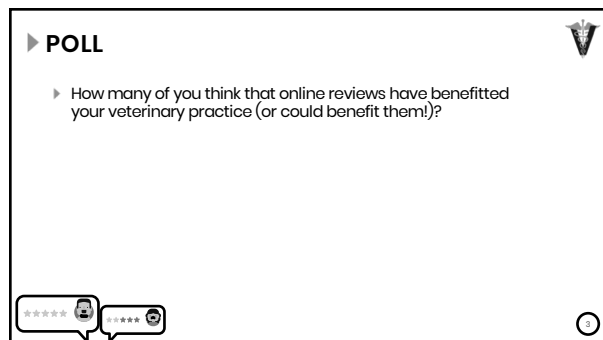 POLL
How many of you think that online reviews have benefitted
your veterinary practice (or could benefit them!)?
3